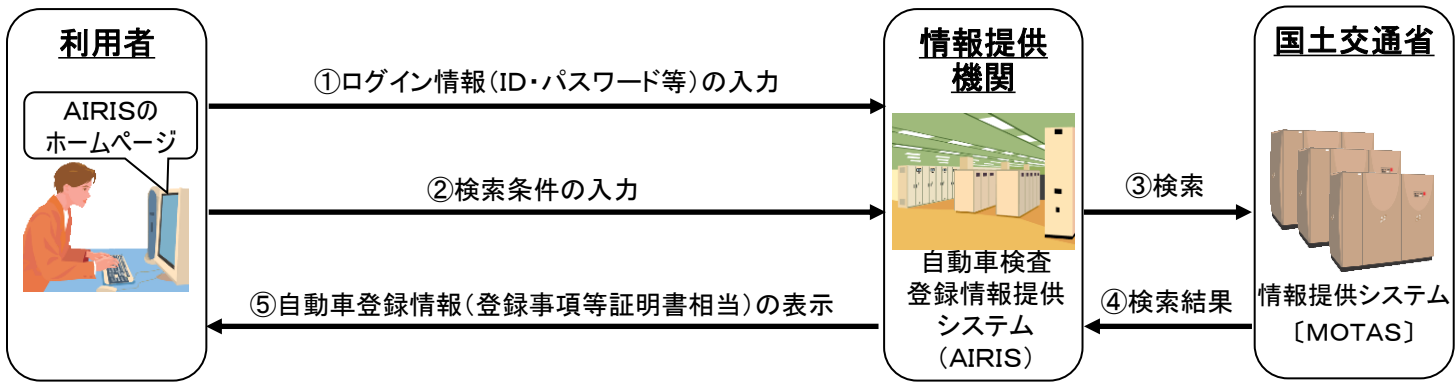 利用者
AIRISの
ホームページ
①ログイン情報(ID・パスワード等)の入力
②検索条件の入力
⑤自動車登録情報(登録事項等証明書相当)の表示
情報提供
機関
自動車検査
登録情報提供
システム
(AIRIS)
③検索
④検索結果
国土交通省
情報提供システム
〔MOTAS〕